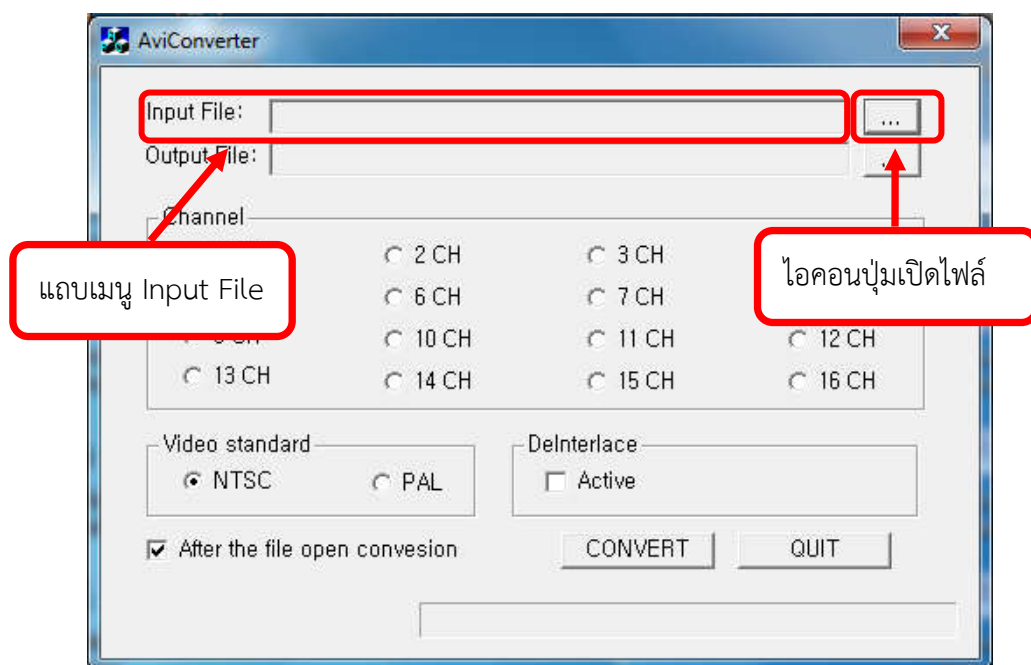 AviConverter
Input File:
...
Output File:
Channel
2 CH
3 CH
แถบเมนู Input File
ไอคอนปุ่มเปิดไฟล์
6 CH
7 CH
10 CH
11 CH
12 CH
13 CH
14 CH
15 CH
16 CH
Video standard
DeInterlace
NTSC
PAL
Active
After the file open convesion
CONVERT
QUIT